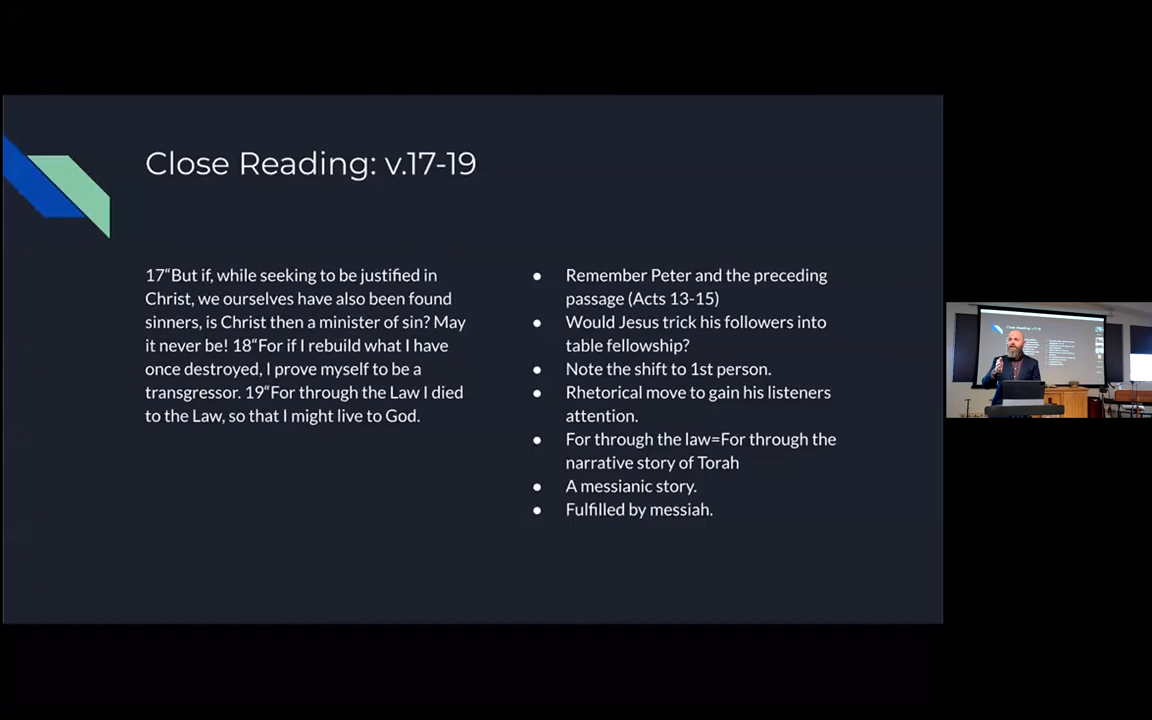 Close Reading: v.17-19
17“But if, while seeking to be justified in
Christ, we ourselves have also been found
sinners, is Christ then a minister of sin? May
it never be! 18“For if I rebuild what I have
once destroyed, I prove myself to be a
transgressor. 19“For through the Law I died
to the Law, so that I might live to God.
● Remember Peter and the preceding
passage (Acts 13-15)
● Would Jesus trick his followers into
table fellowship?
● Note the shift to 1st person.
● Rhetorical move to gain his listeners
attention.
● For through the law=For through the
narrative story of Torah
● A messianic story.
● Fulfilled by messiah.
Close Reading: v.17-19